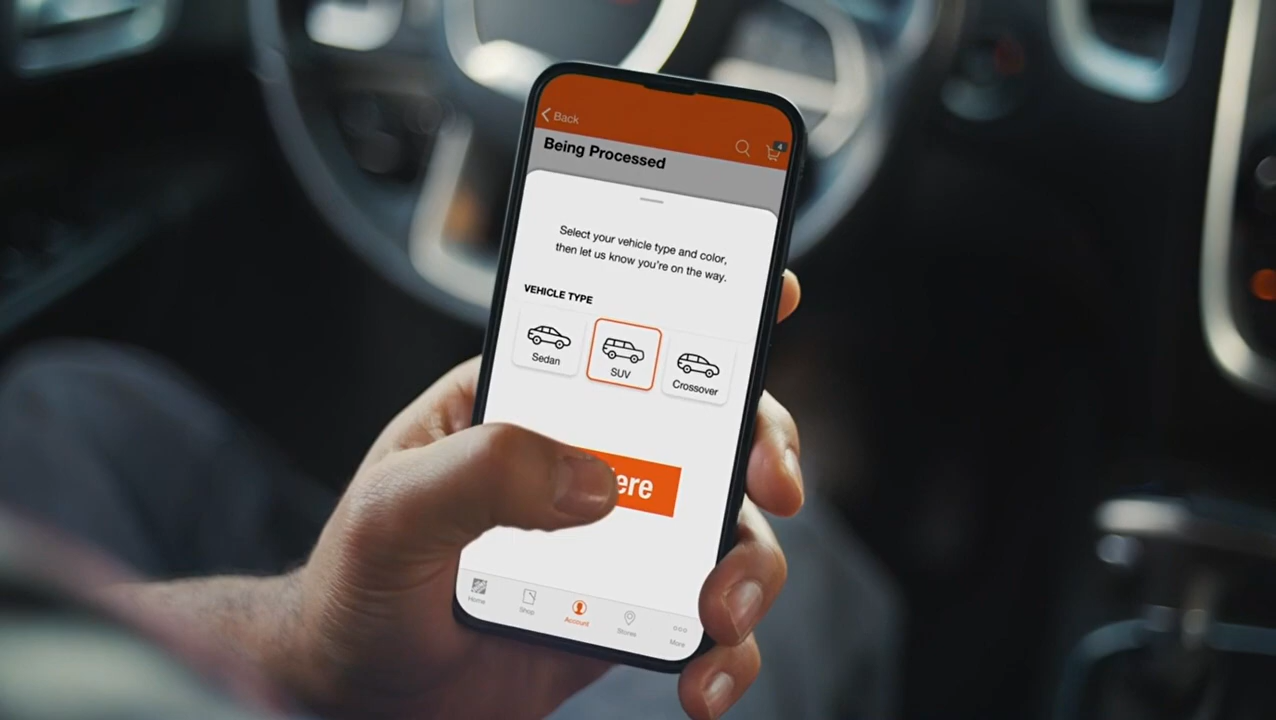 Back
4
Being Processed
Select your vehicle type and color,
then let us know you're on the way.
VEHICLE TYPE
Sedan
SUV
Crossover
Home
Shop
Account
Stores
More